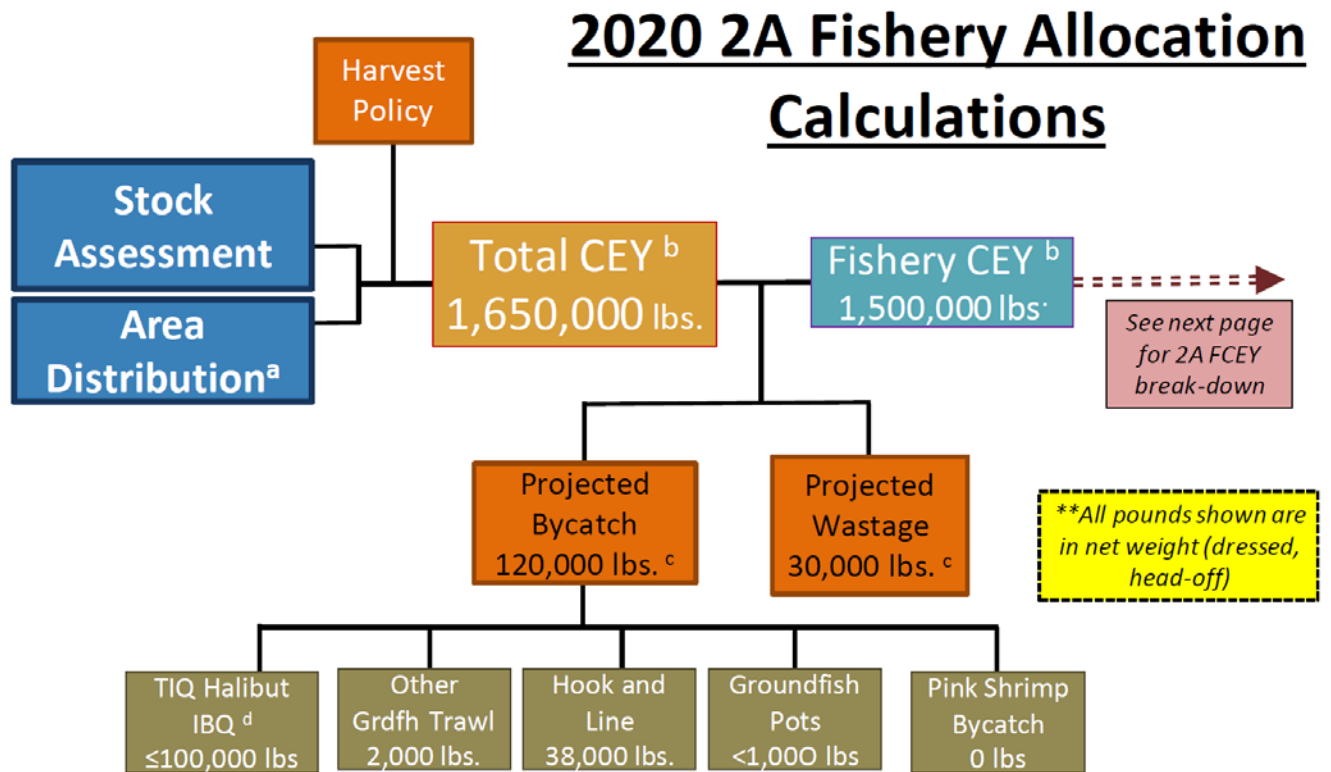 2020 2A Fishery Allocation
Calculations
Harvest
Policy
Stock
Assessment
Area
Distributionᵃ
Total CEY ᵇ
1,650,000 lbs.
Fishery CEY ᵇ
1,500,000 lbs.
See next page
for 2A FCEY
break-down
Projected
Bycatch
120,000 lbs. ᶜ
Projected
Wastage
30,000 lbs. ᶜ
**All pounds shown are
in net weight (dressed,
head-off)
TIQ Halibut
IBQ ᵈ
≤100,000 lbs
Other
Grdfh Trawl
2,000 lbs.
Hook and
Line
38,000 lbs.
Groundfish
Pots
<1,00O lbs
Pink Shrimp
Bycatch
0 lbs